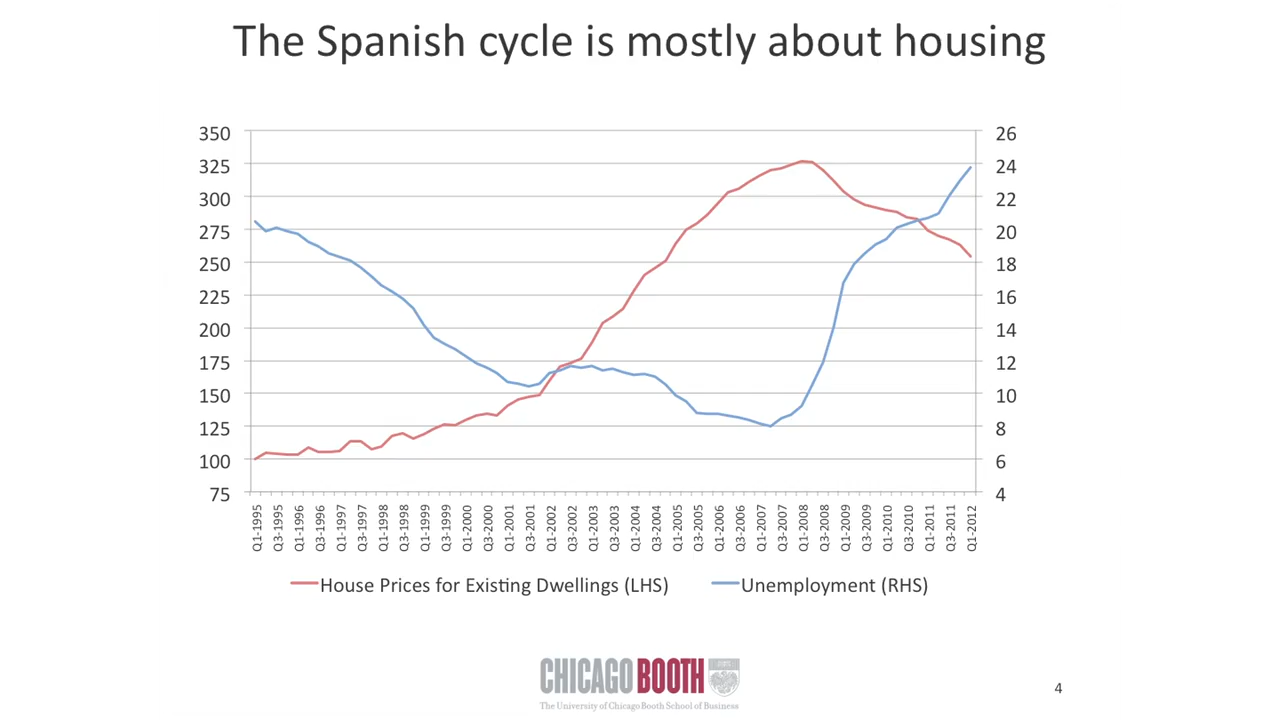 The Spanish cycle is mostly about housing
350
325
300
275
250
225
200
175
150
125
100
75
26
24
22
20
18
16
14
12
10
8
6
4
Q1-1995
Q3-1995
Q1-1996
Q3-1996
Q1-1997
Q3-1997
Q1-1998
Q3-1998
Q1-1999
Q3-1999
Q1-2000
Q3-2000
Q1-2001
Q3-2001
Q1-2002
Q3-2002
Q1-2003
Q3-2003
Q1-2004
Q3-2004
Q1-2005
Q3-2005
Q1-2006
Q3-2006
Q1-2007
Q3-2007
Q1-2008
Q3-2008
Q1-2009
Q3-2009
Q1-2010
Q3-2010
Q1-2011
Q3-2011
Q1-2012
House Prices for Existing Dwellings (LHS) Unemployment (RHS)
CHICAGO BOOTH
The University of Chicago Booth School of Business
4